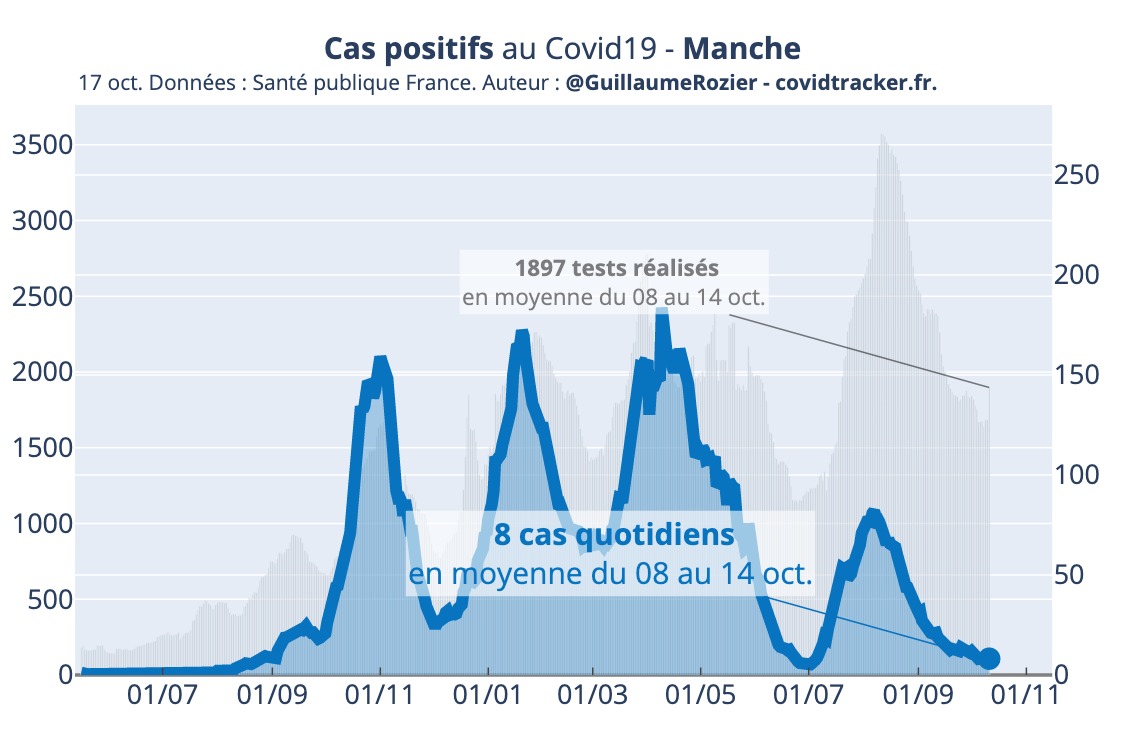 Cas positifs au Covid19 - Manche
17 oct. Données : Santé publique France. Auteur : @GuillaumeRozier - covidtracker.fr.
3500
3000
2500
2000
1500
1000
500
0
250
200
150
100
50
0
1897 tests réalisés
en moyenne du 08 au 14 oct.
8 cas quotidiens
en moyenne du 08 au 14 oct.
01/07 01/09 01/11 01/01 01/03 01/05 01/07 01/09 01/11